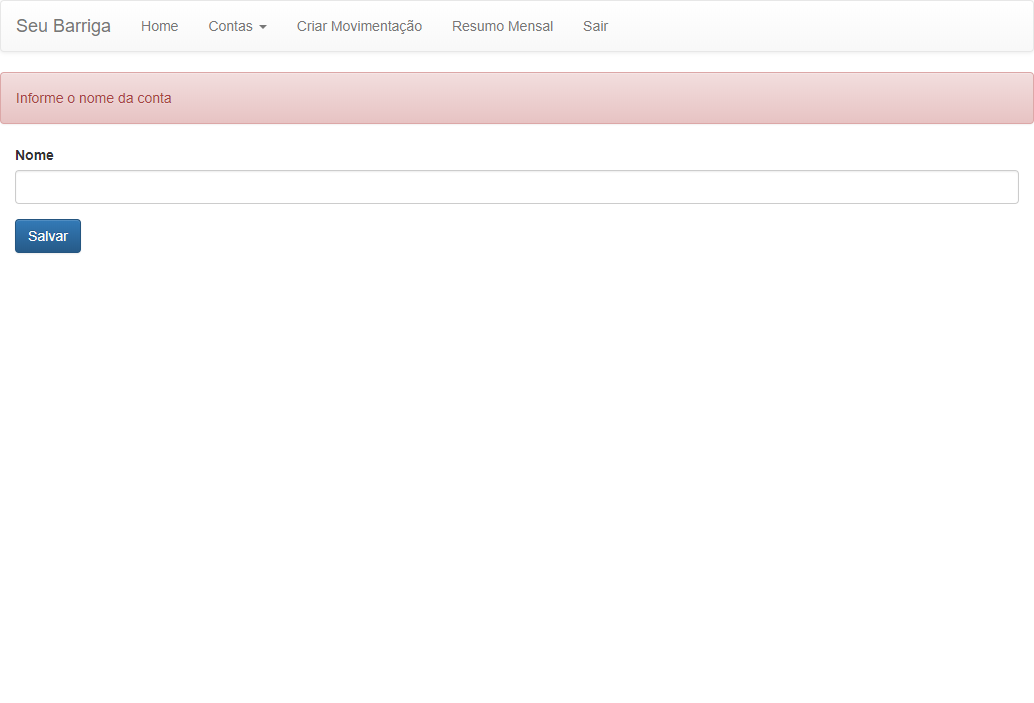 Seu Barriga Home Contas Criar Movimentação Resumo Mensal Sair
Informe o nome da conta
Nome
Salvar